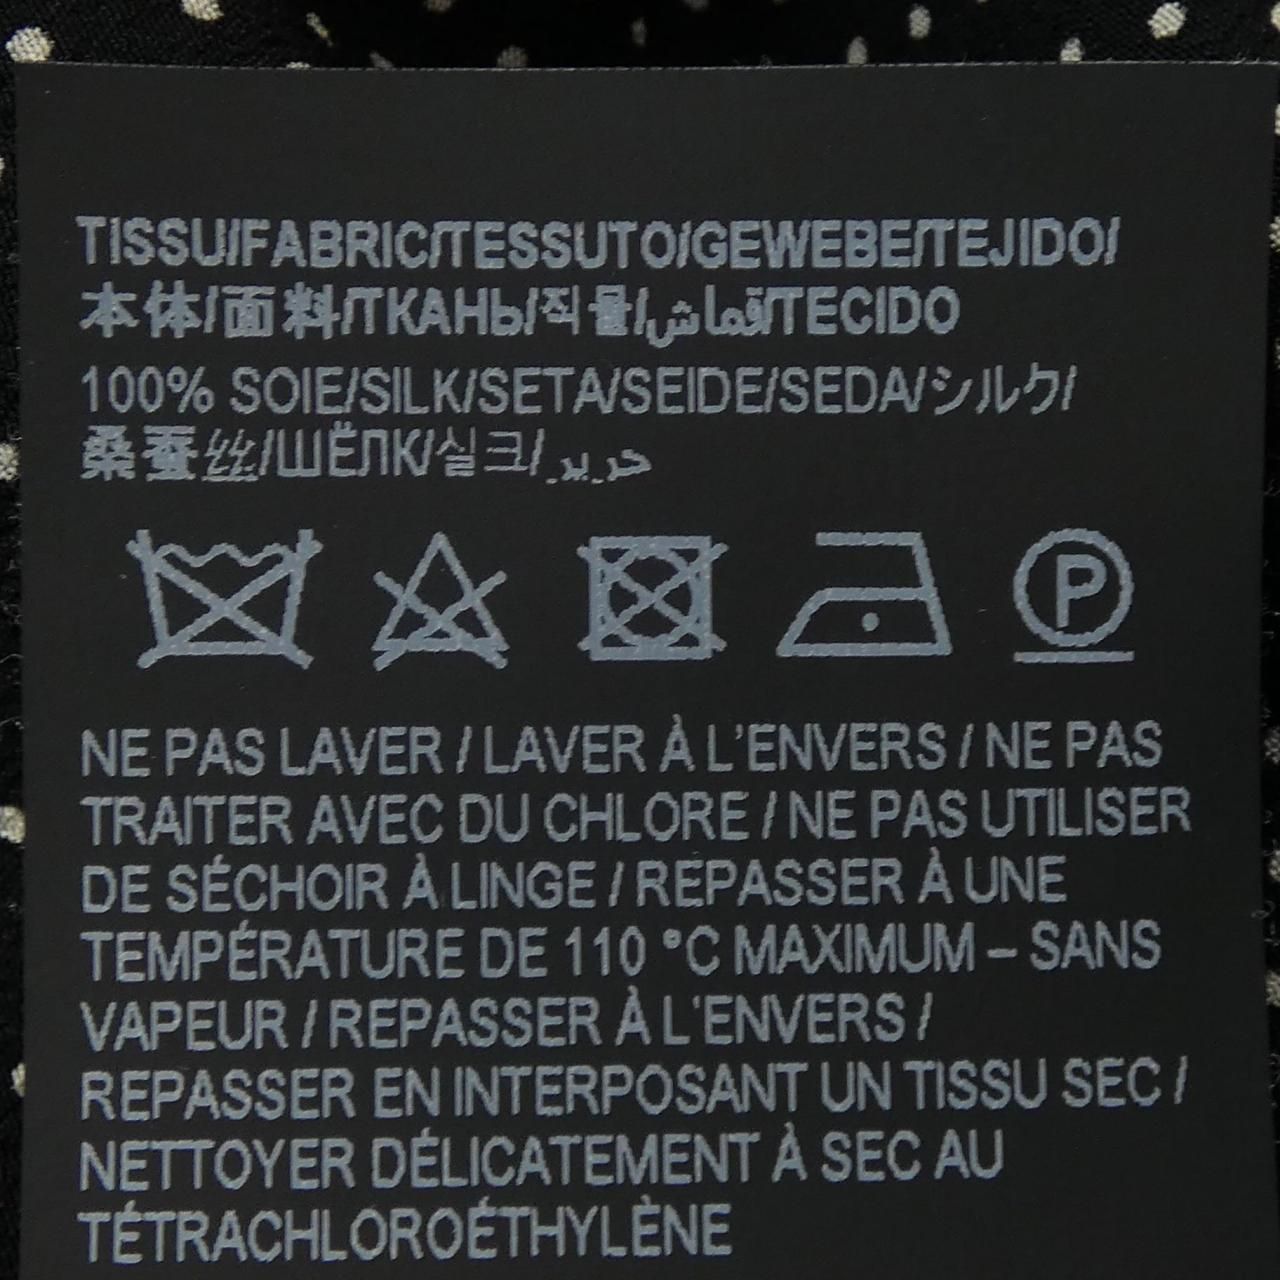 TISSU/FABRIC/TESSUTO/GEWEBE/TEJIDO/
本体/面料/ТКАНЬ/직물/قماش/TECIDO
100% SOIE/SILK/SETA/SEIDE/SEDA/シルク/
桑蚕丝/ШЁЛК/실크/حرير
P
NE PAS LAVER / LAVER À L'ENVERS / NE PAS
TRAITER AVEC DU CHLORE / NE PAS UTILISER
DE SÉCHOIR À LINGE / REPASSER À UNE
TEMPÉRATURE DE 110 °C MAXIMUM – SANS
VAPEUR / REPASSER À L'ENVERS /
REPASSER EN INTERPOSANT UN TISSU SEC /
NETTOYER DÉLICATEMENT À SEC AU
TÉTRACHLOROÉTHYLÈNE